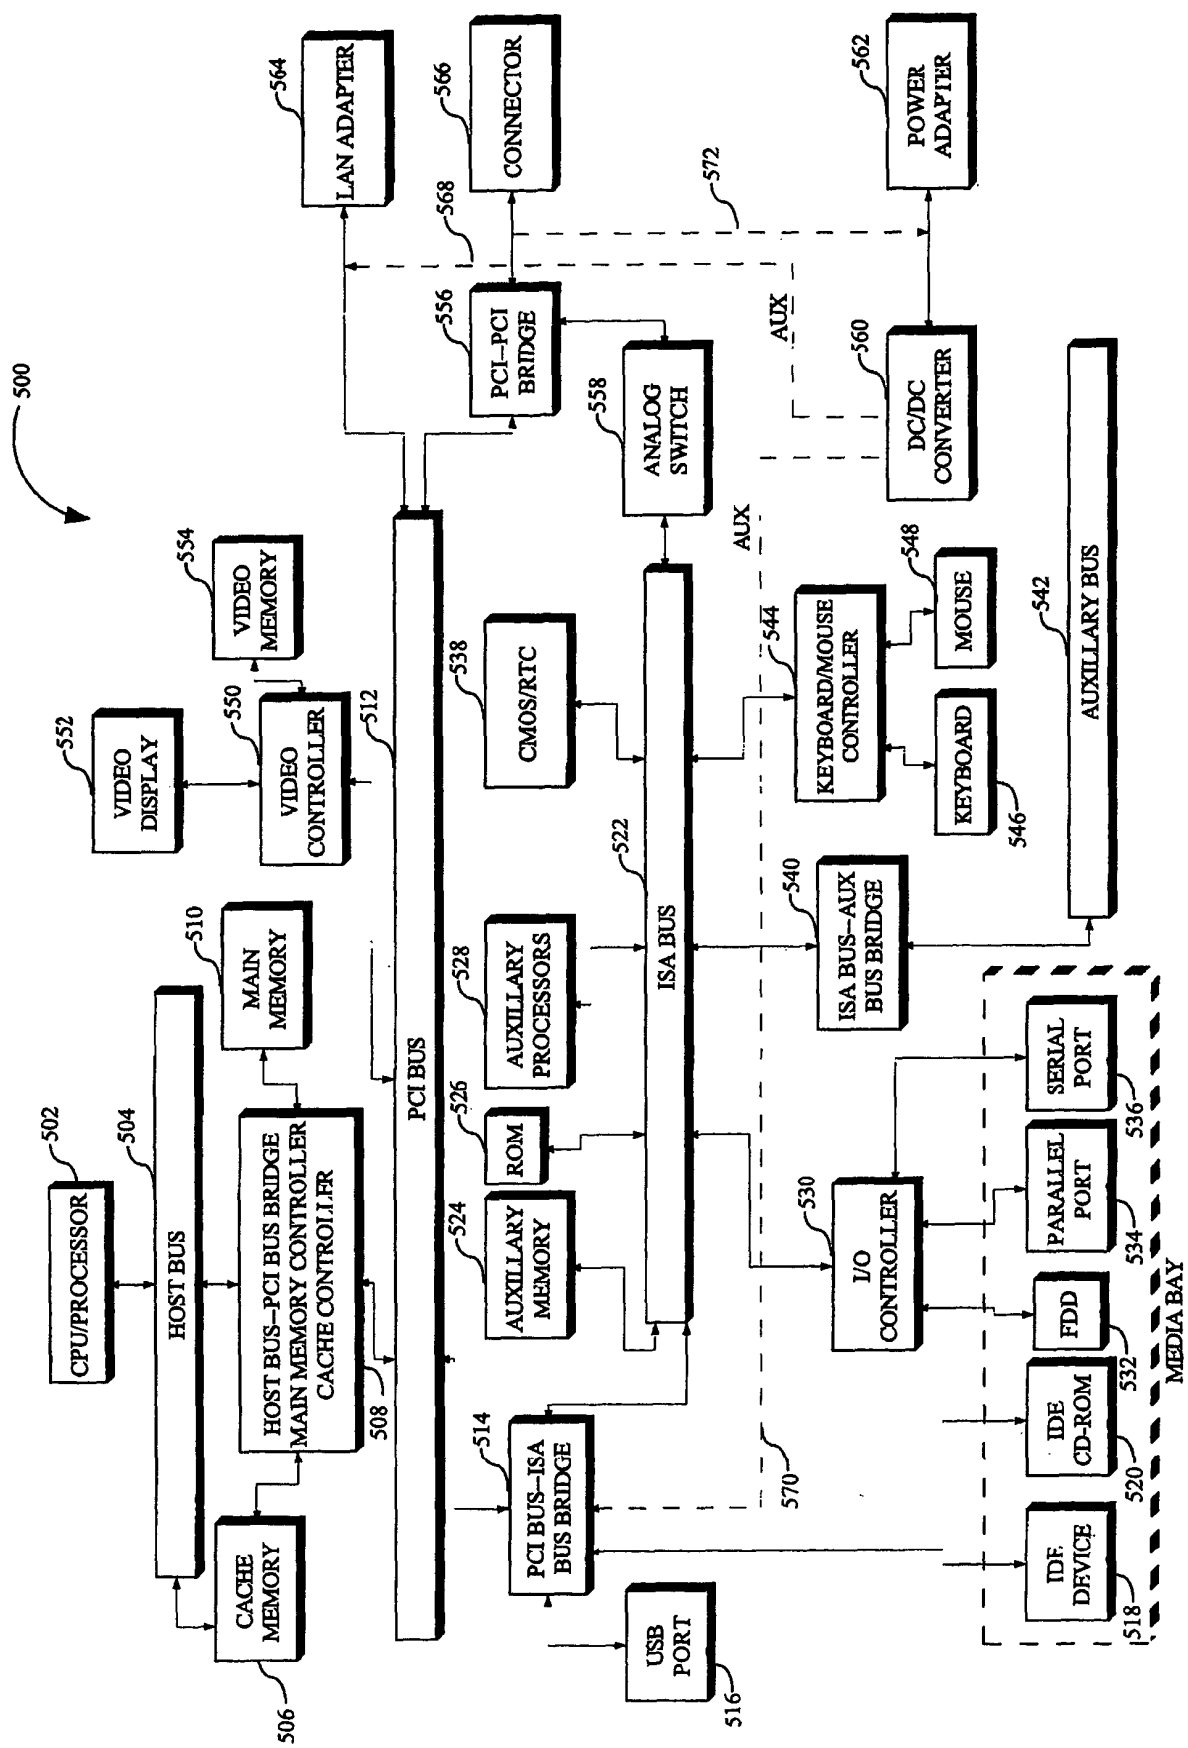 500
CPU/PROCESSOR
502
HOST BUS
504
CACHE
MEMORY
506
HOST BUS–PCI BUS BRIDGE
MAIN MEMORY CONTROLLER
CACHE CONTROLLER
508
MAIN
MEMORY
510
VIDEO
DISPLAY
552
VIDEO
CONTROLLER
550
VIDEO
MEMORY
554
LAN ADAPTER
564
PCI BUS
512
CONNECTOR
566
568
PCI–PCI
BRIDGE
556
PCI BUS–ISA
BUS BRIDGE
514
AUXILLARY
MEMORY
524
ROM
526
AUXILLARY
PROCESSORS
528
CMOS/RTC
538
USB
PORT
516
ISA BUS
522
ANALOG
SWITCH
558
572
AUX
AUX
570
I/O
CONTROLLER
530
ISA BUS–AUX
BUS BRIDGE
540
KEYBOARD/MOUSE
CONTROLLER
544
KEYBOARD
546
MOUSE
548
DC/DC
CONVERTER
560
POWER
ADAPTER
562
AUXILLARY BUS
542
IDE
DEVICE
518
IDE
CD-ROM
520
FDD
532
PARALLEL
PORT
534
SERIAL
PORT
536
MEDIA BAY